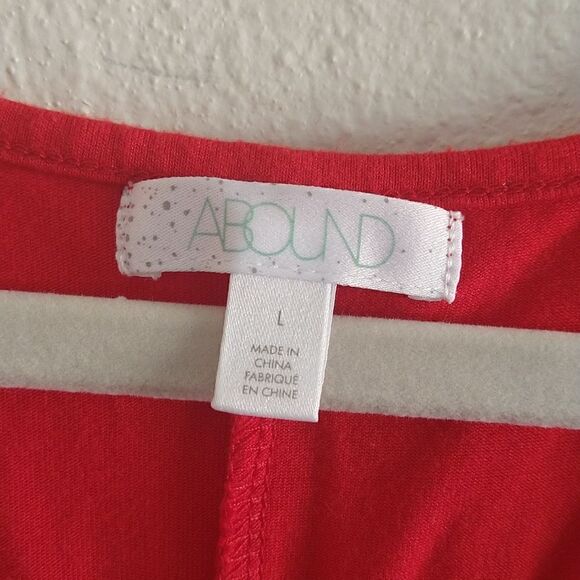 ABOUND
L
MADE IN
CHINA
FABRIQUÉ
EN CHINE